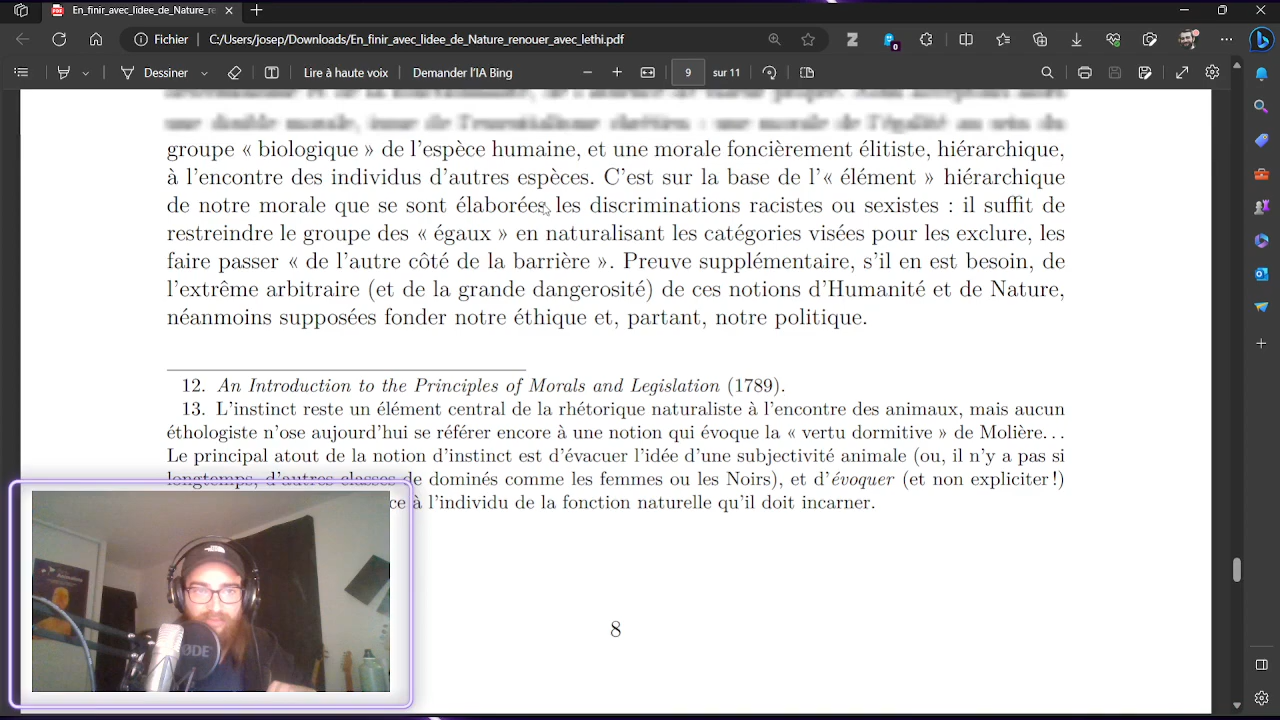 En_finir_avec_lidee_de_Nature_re
Fichier C:/Users/josep/Downloads/En_finir_avec_lidee_de_Nature_renouer_avec_lethi.pdf
Dessiner Lire à haute voix Demander l'IA Bing 9 sur 11
groupe « biologique » de l'espèce humaine, et une morale foncièrement élitiste, hiérarchique,
à l'encontre des individus d'autres espèces. C'est sur la base de l'« élément » hiérarchique
de notre morale que se sont élaborées les discriminations racistes ou sexistes : il suffit de
restreindre le groupe des « égaux » en naturalisant les catégories visées pour les exclure, les
faire passer « de l'autre côté de la barrière ». Preuve supplémentaire, s'il en est besoin, de
l'extrême arbitraire (et de la grande dangerosité) de ces notions d'Humanité et de Nature,
néanmoins supposées fonder notre éthique et, partant, notre politique.
12. An Introduction to the Principles of Morals and Legislation (1789).
13. L'instinct reste un élément central de la rhétorique naturaliste à l'encontre des animaux, mais aucun
éthologiste n'ose aujourd'hui se référer encore à une notion qui évoque la « vertu dormitive » de Molière...
Le principal atout de la notion d'instinct est d'évacuer l'idée d'une subjectivité animale (ou, il n'y a pas si
longtemps, d'autres classes de dominés comme les femmes ou les Noirs), et d'évoquer (et non expliciter !)
à l'individu de la fonction naturelle qu'il doit incarner.
RØDE
8